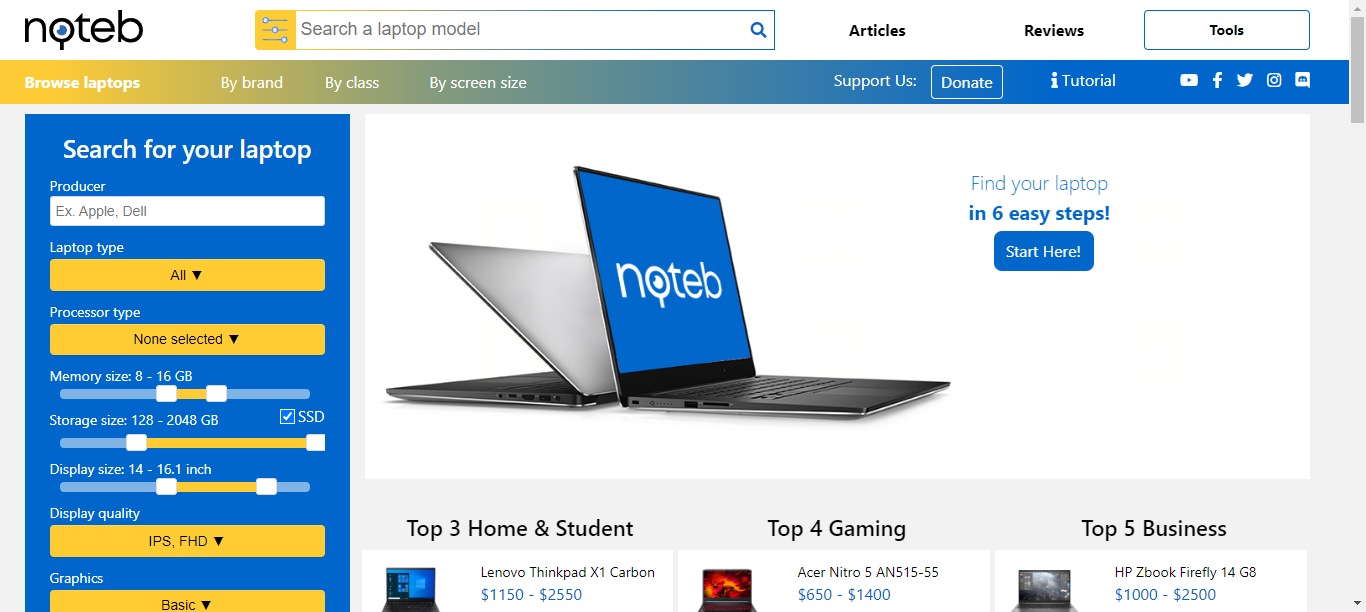 noteb
Search a laptop model
Articles
Reviews
Tools
Browse laptops
By brand
By class
By screen size
Support Us:
Donate
Tutorial
Search for your laptop
Producer
Ex. Apple, Dell
Laptop type
All ▼
Processor type
None selected ▼
Memory size: 8 - 16 GB
Storage size: 128 - 2048 GB
SSD
Display size: 14 - 16.1 inch
Display quality
IPS, FHD ▼
Graphics
Basic ▼
noteb
Find your laptop
in 6 easy steps!
Start Here!
Top 3 Home & Student
Lenovo Thinkpad X1 Carbon
$1150 - $2550
Top 4 Gaming
Acer Nitro 5 AN515-55
$650 - $1400
Top 5 Business
HP Zbook Firefly 14 G8
$1000 - $2500